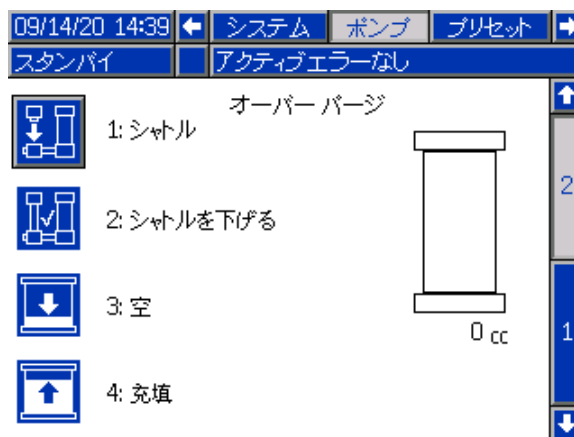 09/14/20 14:39 システム ポンプ プリセット
スタンバイ アクティブエラーなし
オーバー パージ
1: シャトル
2: シャトルを下げる
3: 空
4: 充填
0 cc
2
1